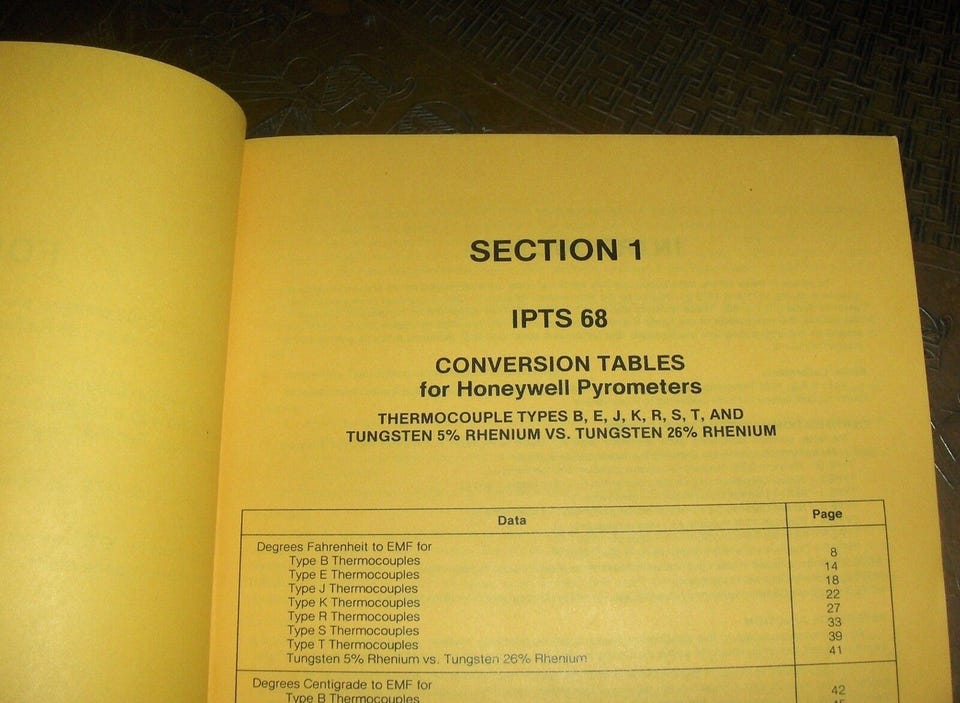 SECTION 1
IPTS 68
CONVERSION TABLES
for Honeywell Pyrometers
THERMOCOUPLE TYPES B, E, J, K, R, S, T, AND
TUNGSTEN 5% RHENIUM VS. TUNGSTEN 26% RHENIUM
Data Page
Degrees Fahrenheit to EMF for
Type B Thermocouples 8
Type E Thermocouples 14
Type J Thermocouples 18
Type K Thermocouples 22
Type R Thermocouples 27
Type S Thermocouples 33
Type T Thermocouples 39
Tungsten 5% Rhenium vs. Tungsten 26% Rhenium 41
Degrees Centigrade to EMF for
Type B Thermocouples 42